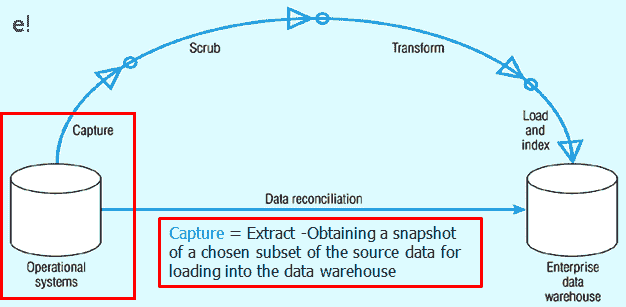 e!
Scrub
Transform
Capture
Load
and
index
Data reconciliation
Capture = Extract -Obtaining a snapshot
of a chosen subset of the source data for
loading into the data warehouse
Operational
systems
Enterprise
data
warehouse